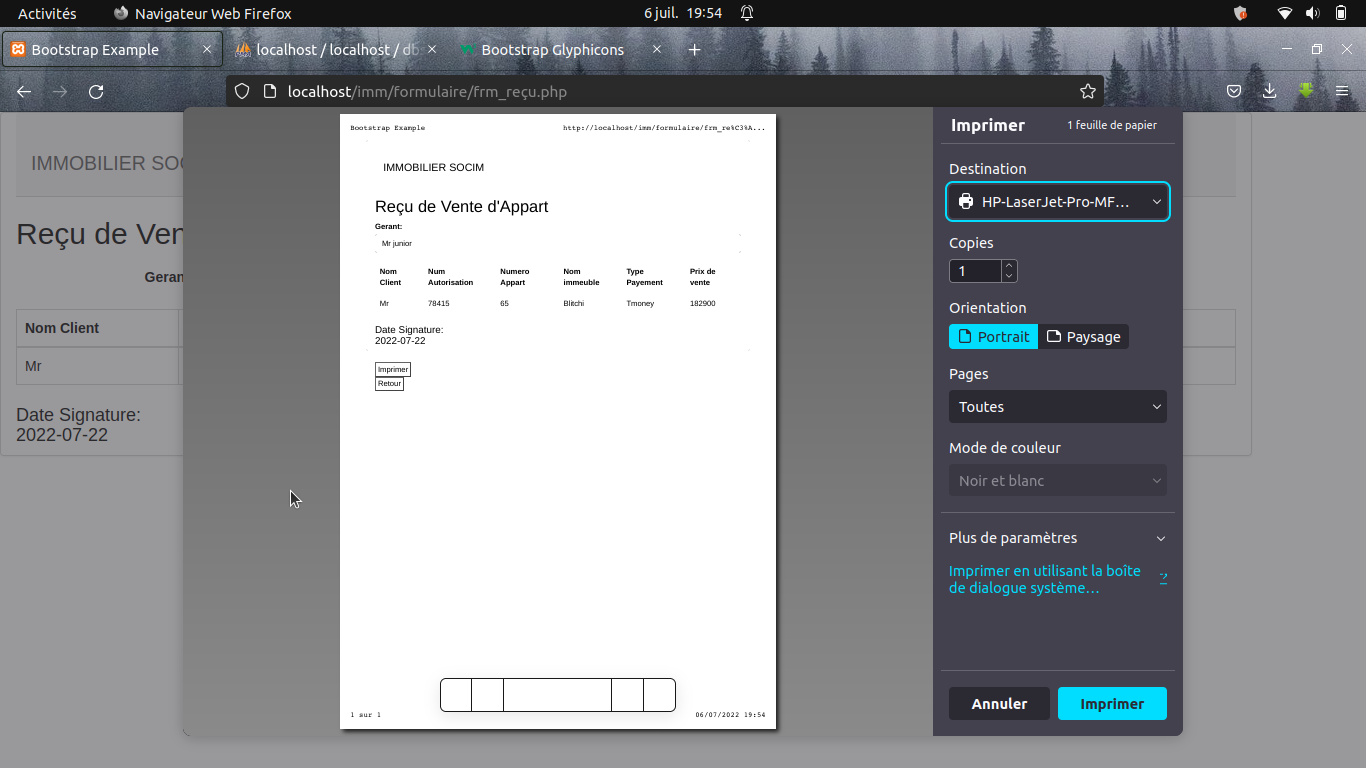 Activités
Navigateur Web Firefox
6 juil. 19:54
Bootstrap Example
localhost / localhost / db
Bootstrap Glyphicons
localhost/imm/formulaire/frm_reçu.php
IMMOBILIER SOC
Reçu de Ven
Geran
Nom Client
Mr
Date Signature:
2022-07-22
Bootstrap Example
http://localhost/imm/formulaire/frm_re%C3%A...
IMMOBILIER SOCIM
Reçu de Vente d'Appart
Gerant:
Mr junior
Nom Client Num Autorisation Numero Appart Nom immeuble Type Payement Prix de vente
Mr 78415 65 Blitchi Tmoney 182900
Date Signature:
2022-07-22
Imprimer
Retour
1 sur 1
06/07/2022 19:54
Imprimer
1 feuille de papier
Destination
HP-LaserJet-Pro-MF…
Copies
1
Orientation
Portrait
Paysage
Pages
Toutes
Mode de couleur
Noir et blanc
Plus de paramètres
Imprimer en utilisant la boîte
de dialogue système…
Annuler
Imprimer